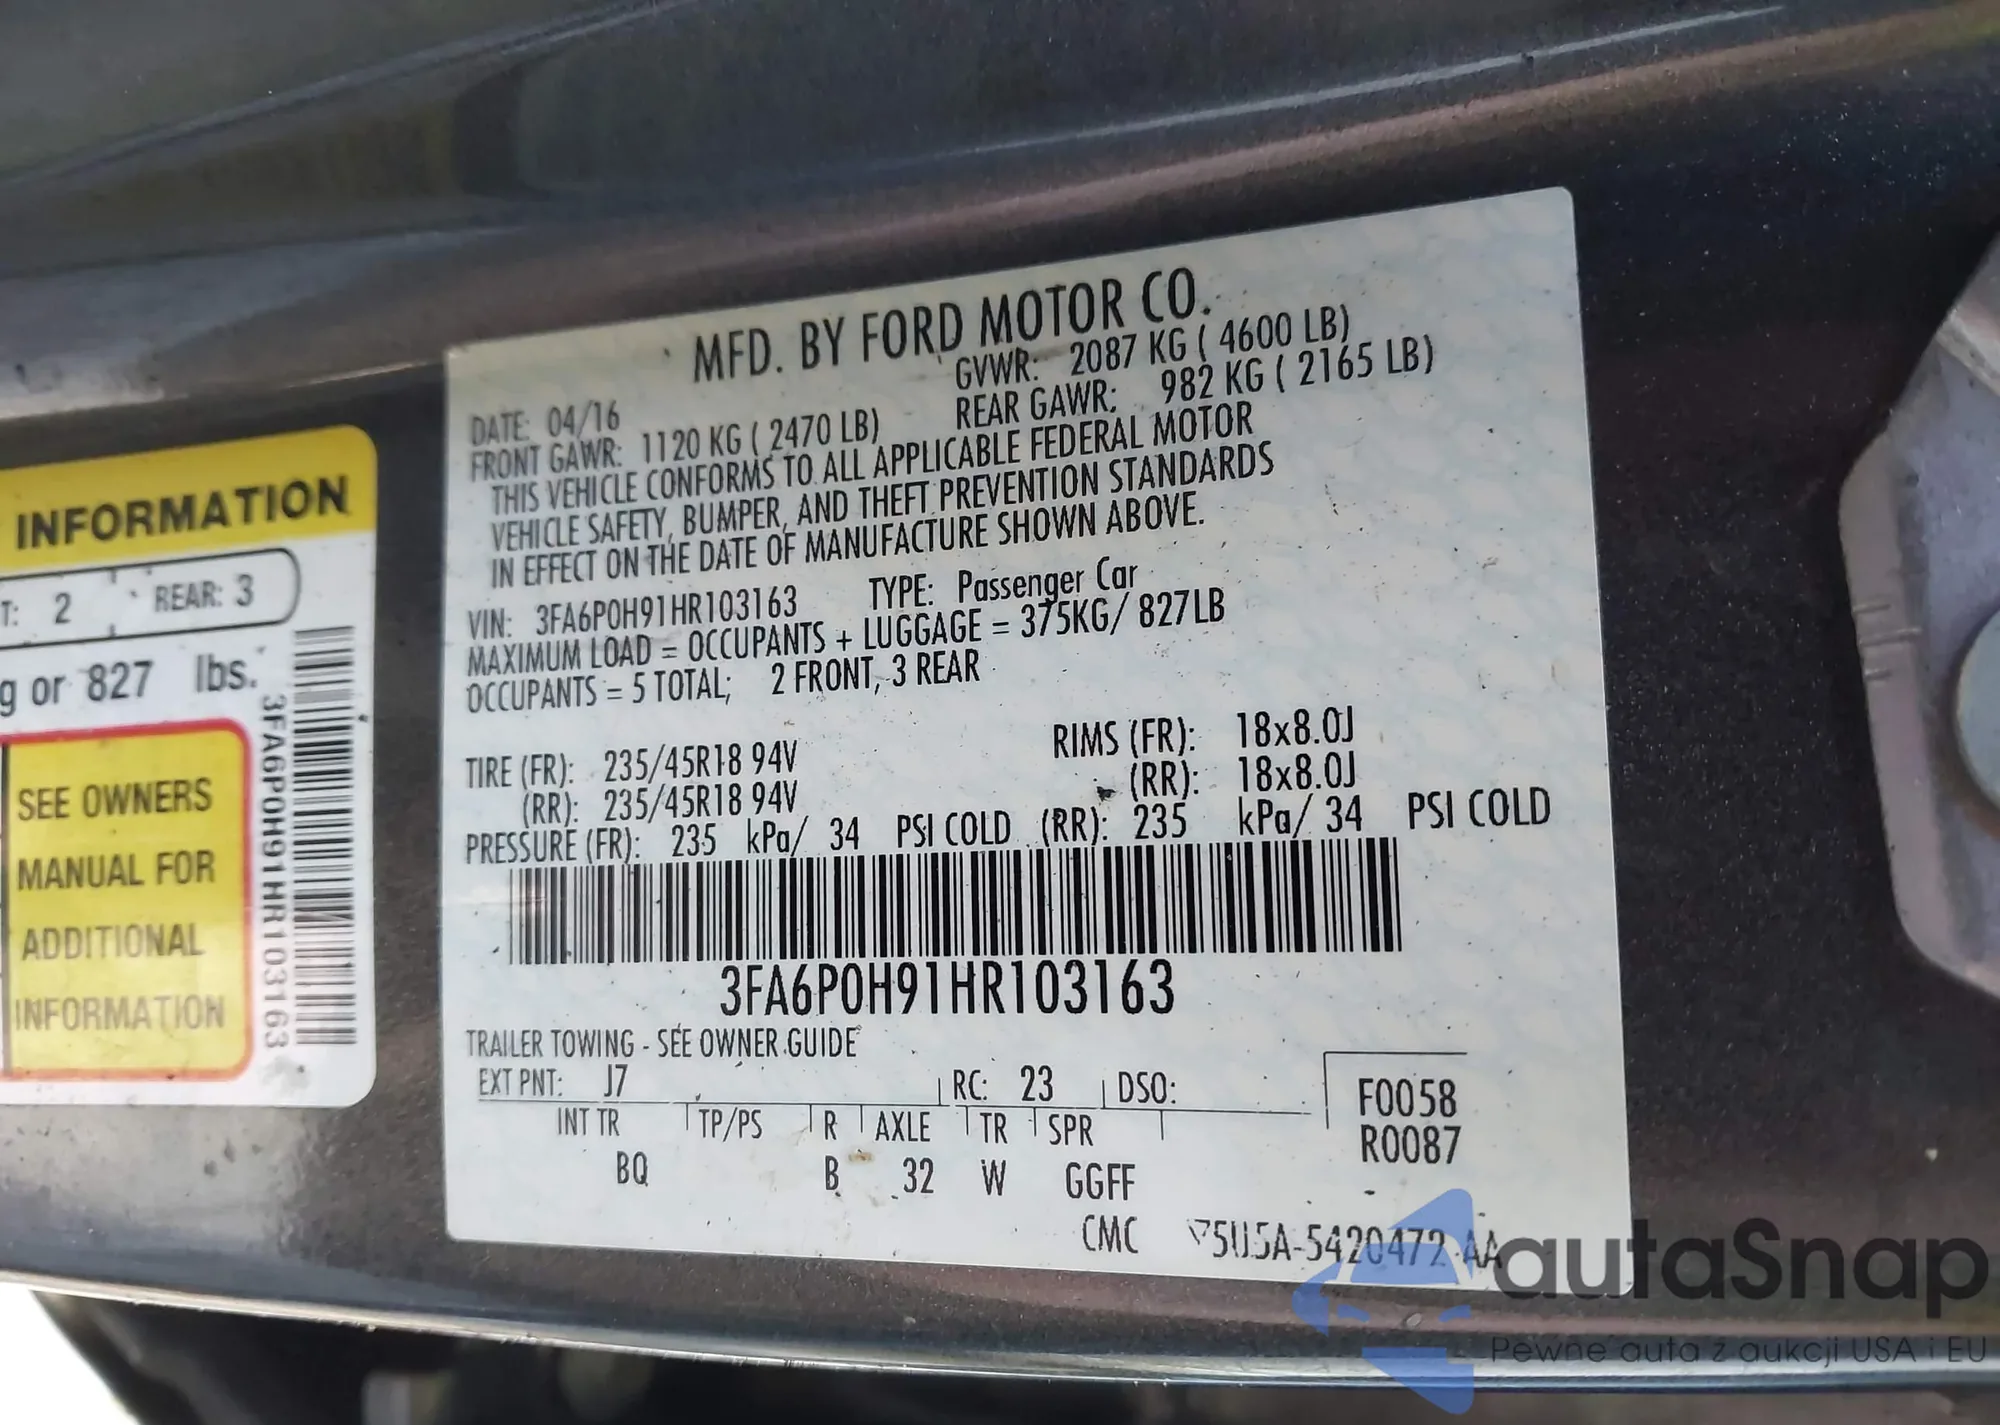 INFORMATION
T: 2 REAR: 3
g or 827 lbs.
SEE OWNERS
MANUAL FOR
ADDITIONAL
INFORMATION
3FA6P0H91HR103163
MFD. BY FORD MOTOR CO.
DATE: 04/16 GVWR: 2087 KG ( 4600 LB)
FRONT GAWR: 1120 KG ( 2470 LB) REAR GAWR: 982 KG ( 2165 LB)
THIS VEHICLE CONFORMS TO ALL APPLICABLE FEDERAL MOTOR
VEHICLE SAFETY, BUMPER, AND THEFT PREVENTION STANDARDS
IN EFFECT ON THE DATE OF MANUFACTURE SHOWN ABOVE.
VIN: 3FA6P0H91HR103163 TYPE: Passenger Car
MAXIMUM LOAD = OCCUPANTS + LUGGAGE = 375KG/ 827LB
OCCUPANTS = 5 TOTAL; 2 FRONT, 3 REAR
TIRE (FR): 235/45R18 94V RIMS (FR): 18x8.0J
(RR): 235/45R18 94V (RR): 18x8.0J
PRESSURE (FR): 235 kPa/ 34 PSI COLD (RR): 235 kPa/ 34 PSI COLD
3FA6P0H91HR103163
TRAILER TOWING - SEE OWNER GUIDE
EXT PNT: J7 RC: 23 DSO: F0058
INT TR TP/PS R AXLE TR SPR R0087
BQ B 32 W GGFF
CMC 5U5A-5420472-AA
autaSnap
Pewne auta z aukcji USA i EU